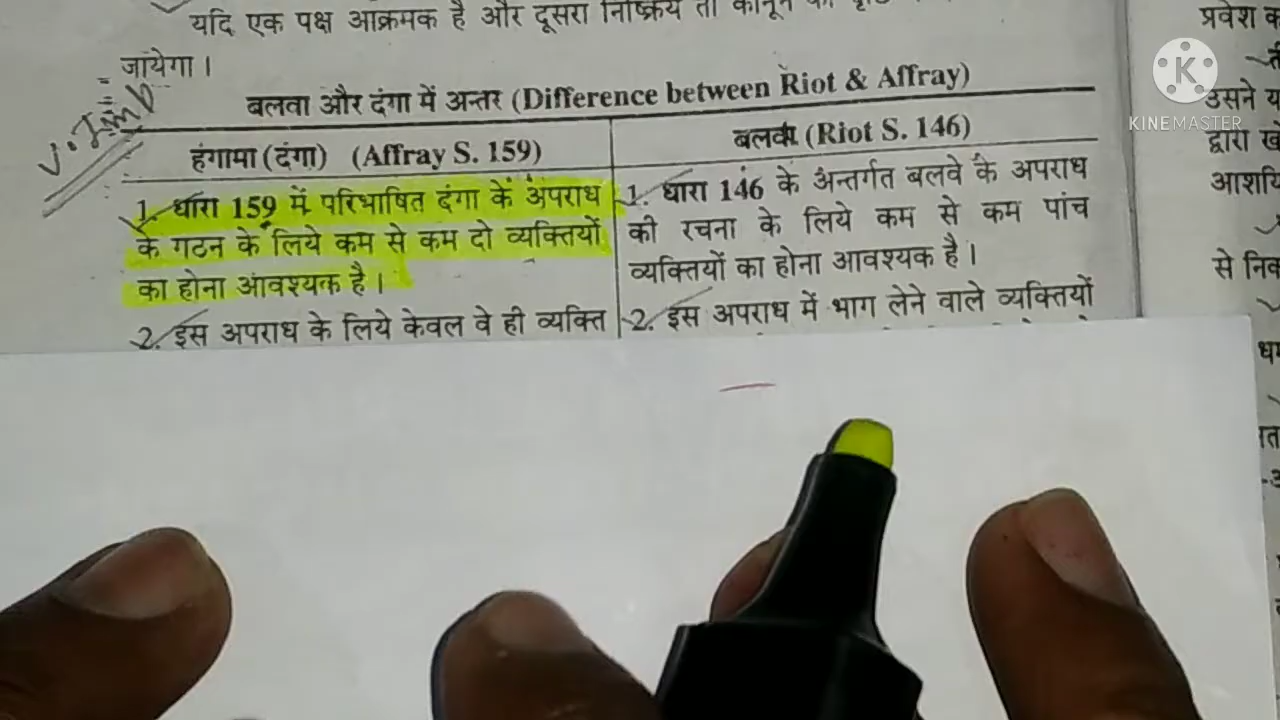 यदि एक पक्ष आक्रमक है और दूसरा निष्क्रिय तो कानून
जायेगा।
V. Imp
बलवा और दंगा में अन्तर (Difference between Riot & Affray)
हंगामा (दंगा) (Affray S. 159)
1. धारा 159 में परिभाषित दंगा के अपराध
के गठन के लिये कम से कम दो व्यक्तियों
का होना आवश्यक है।
2. इस अपराध के लिये केवल वे ही व्यक्ति
बलवा (Riot S. 146)
1. धारा 146 के अन्तर्गत बलवे के अपराध
की रचना के लिये कम से कम पांच
व्यक्तियों का होना आवश्यक है।
2. इस अपराध में भाग लेने वाले व्यक्तियों
प्रवेश
उसने
द्वारा
से
K
KINEMASTER